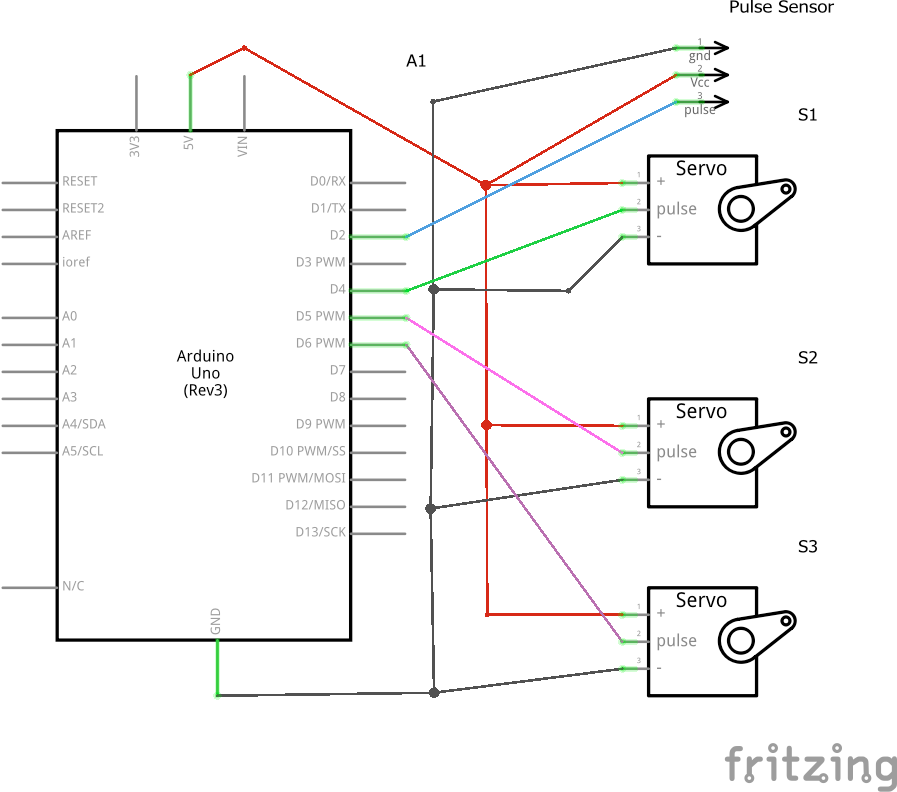 Pulse Sensor
A1
1
gnd
2
Vcc
3
pulse
S1
3V3
5V
VIN
RESET
RESET2
AREF
ioref
A0
A1
A2
A3
A4/SDA
A5/SCL
N/C
Arduino
Uno
(Rev3)
D0/RX
D1/TX
D2
D3 PWM
D4
D5 PWM
D6 PWM
D7
D8
D9 PWM
D10 PWM/SS
D11 PWM/MOSI
D12/MISO
D13/SCK
GND
Servo
1 +
2 pulse
3 -
S2
Servo
1 +
2 pulse
3 -
S3
Servo
1 +
2 pulse
3 -
fritzing